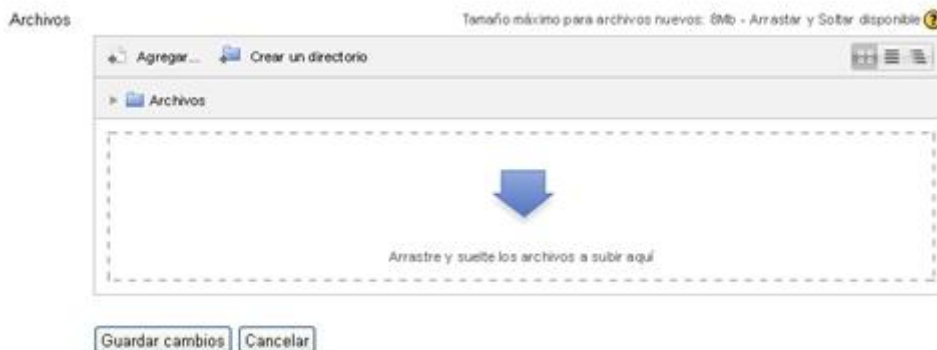 Archivos
Tamaño máximo para archivos nuevos: 8Mb - Arrastar y Soltar disponible ?
Agregar... Crear un directorio
Archivos
Arrastre y suelte los archivos a subir aquí
Guardar cambios Cancelar